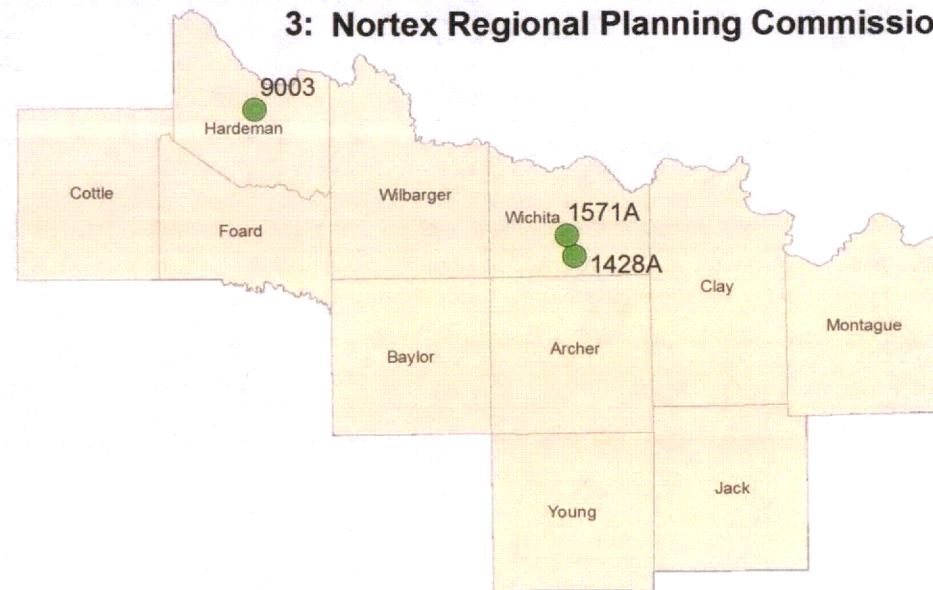 3: Nortex Regional Planning Commissio
9003
Hardeman
Cottle
Wilbarger
Foard
Wichita
1571A
1428A
Clay
Montague
Baylor
Archer
Jack
Young